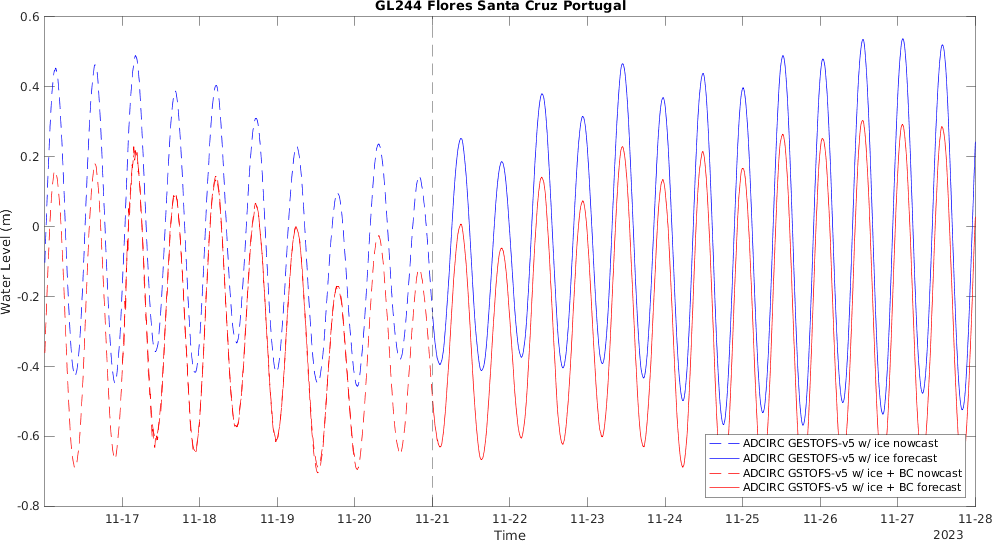 GL244 Flores Santa Cruz Portugal
0.6
0.4
0.2
0
-0.2
-0.4
-0.6
-0.8
Water Level (m)
11-17 11-18 11-19 11-20 11-21 11-22 11-23 11-24 11-25 11-26 11-27 11-28
Time
2023
ADCIRC GESTOFS-v5 w/ ice nowcast
ADCIRC GESTOFS-v5 w/ ice forecast
ADCIRC GSTOFS-v5 w/ ice + BC nowcast
ADCIRC GSTOFS-v5 w/ ice + BC forecast